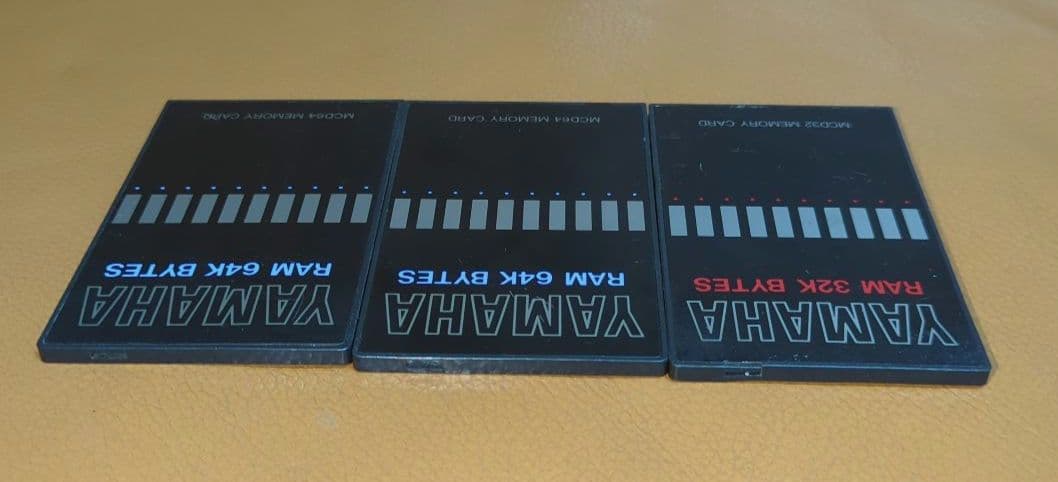 MCD64 MEMORY CARD
RAM 64K BYTES
YAMAHA
MCD64 MEMORY CARD
RAM 64K BYTES
YAMAHA
MCD32 MEMORY CARD
RAM 32K BYTES
YAMAHA